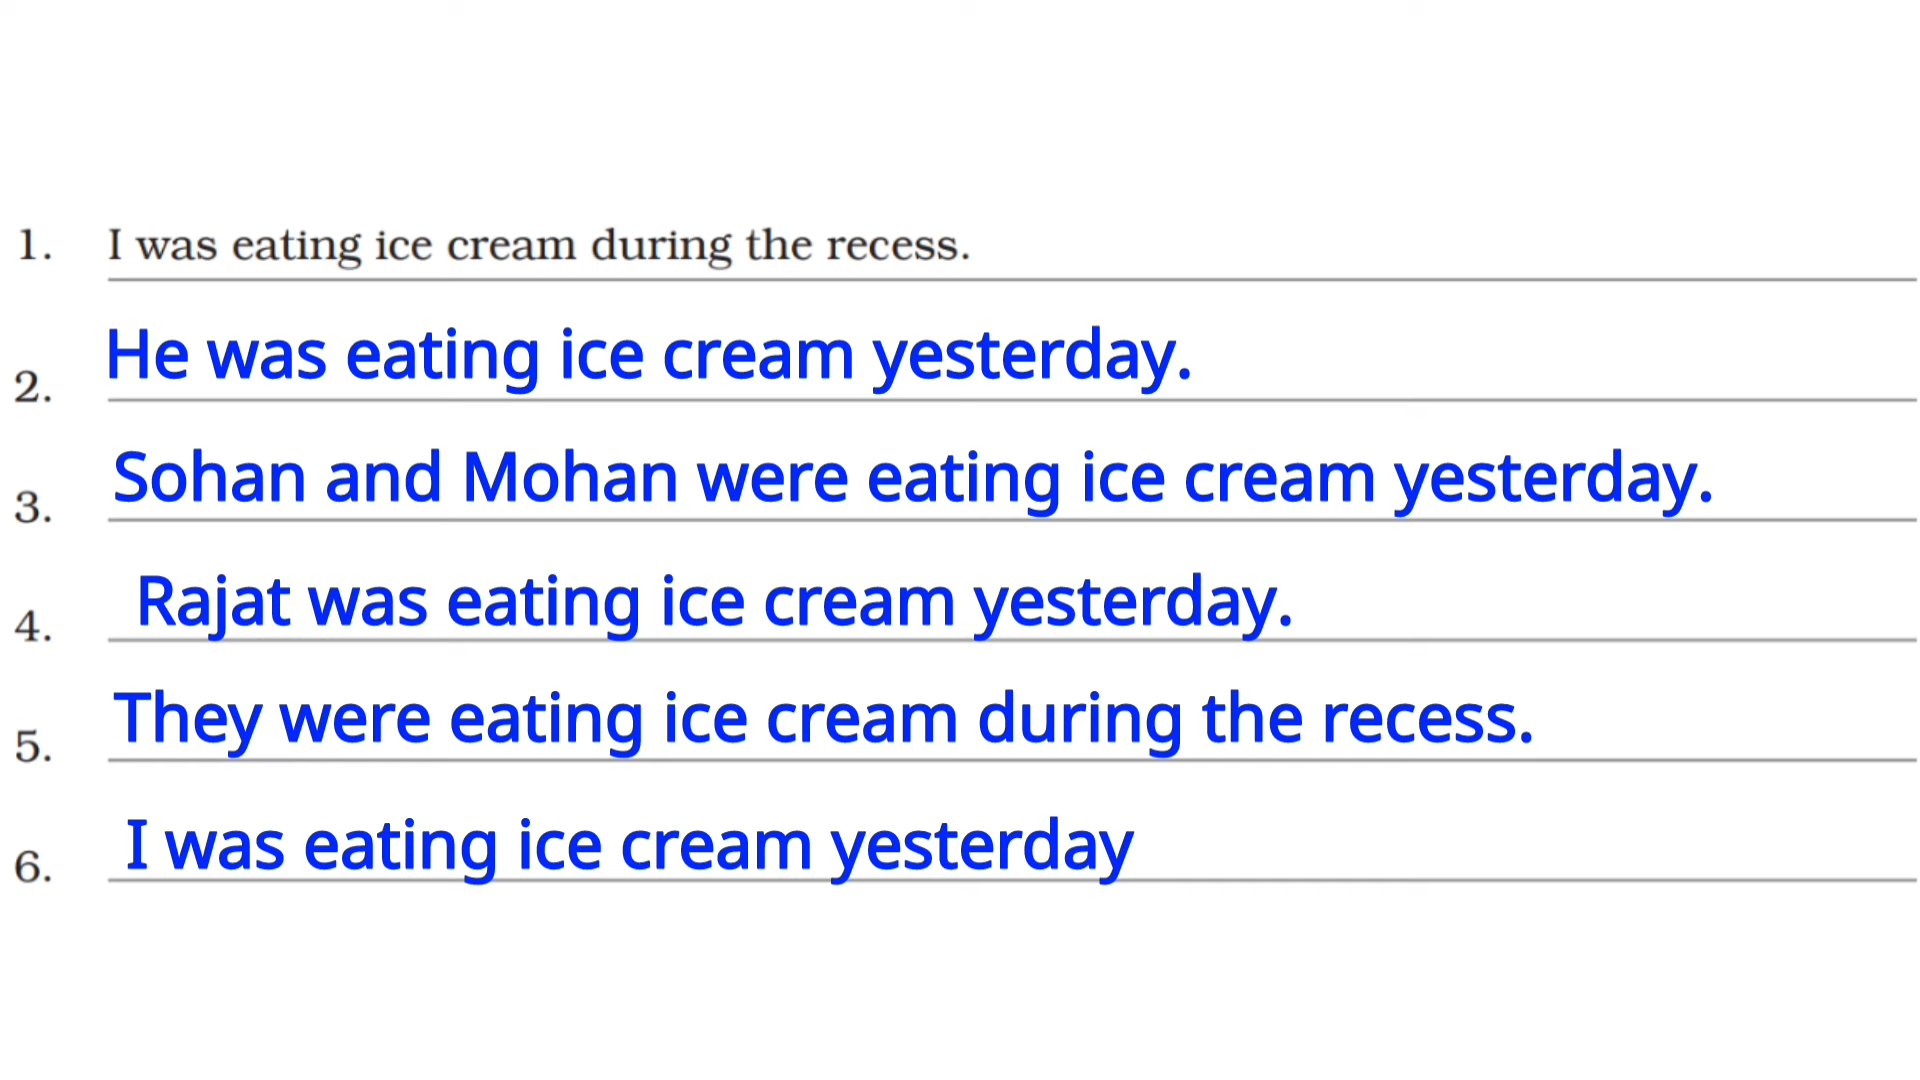 1. I was eating ice cream during the recess.
2. He was eating ice cream yesterday.
3. Sohan and Mohan were eating ice cream yesterday.
4. Rajat was eating ice cream yesterday.
5. They were eating ice cream during the recess.
6. I was eating ice cream yesterday